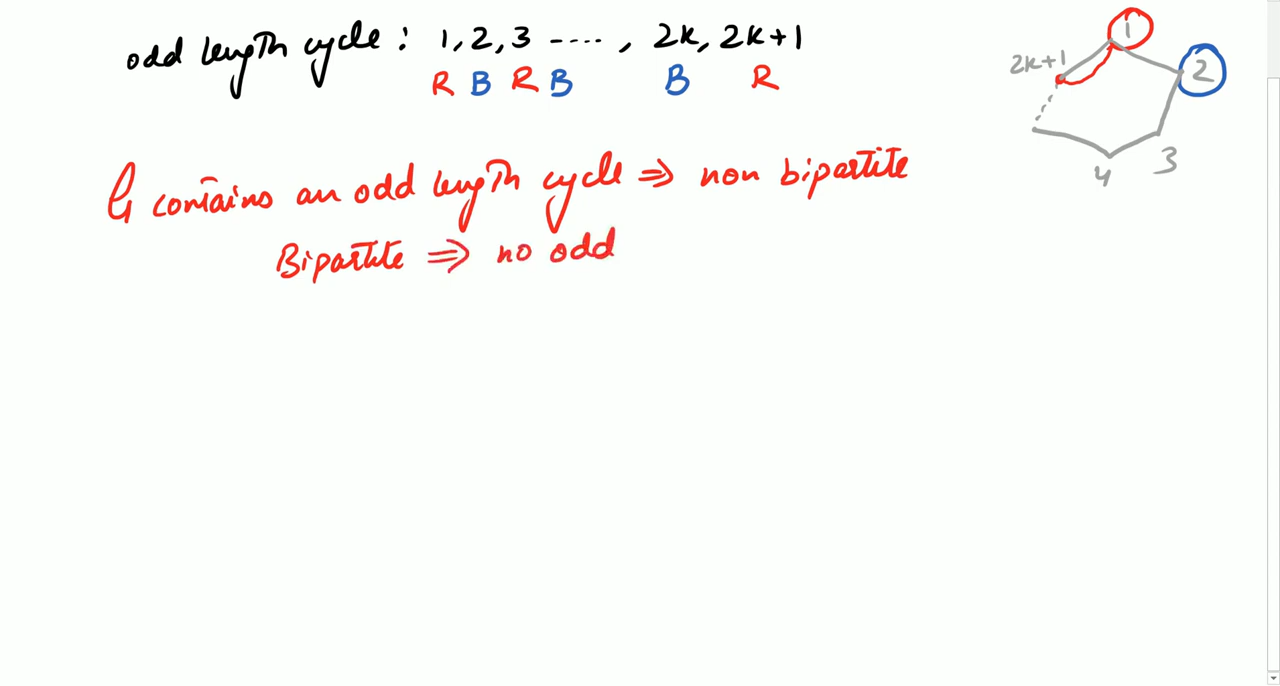 odd length cycle : 1, 2, 3 ----, 2k, 2k+1
R B R B B R
G contains an odd length cycle ⇒ non bipartite
Bipartite ⇒ no odd
1
2k+1
2
3
4